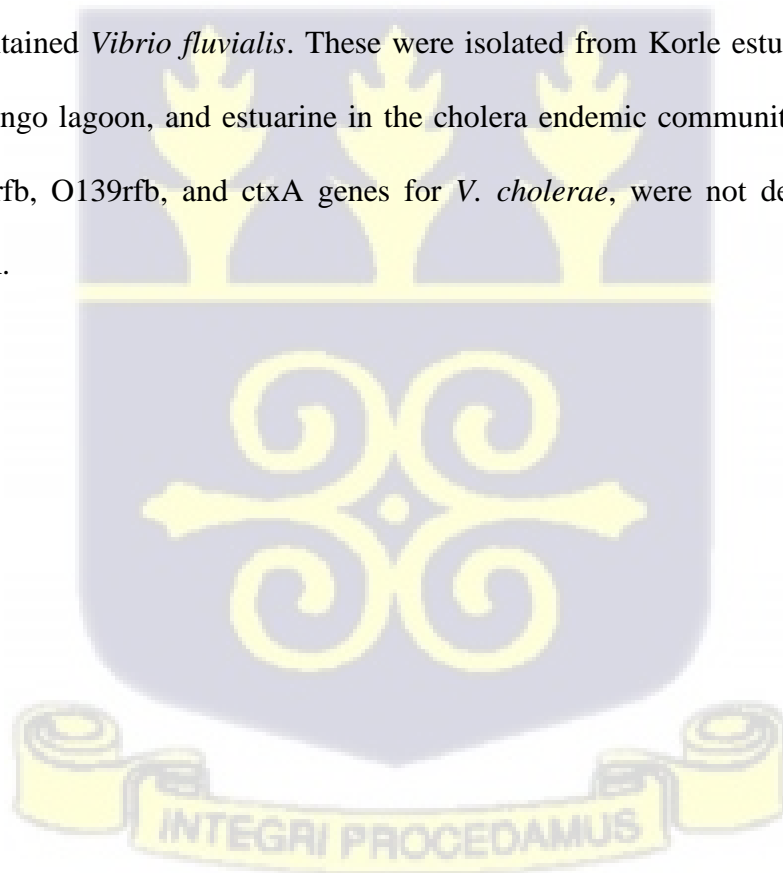 tained Vibrio fluvialis. These were isolated from Korle estu
ngo lagoon, and estuarine in the cholera endemic communit
rfb, O139rfb, and ctxA genes for V. cholerae, were not de
.
INTEGRI PROCEDAMUS